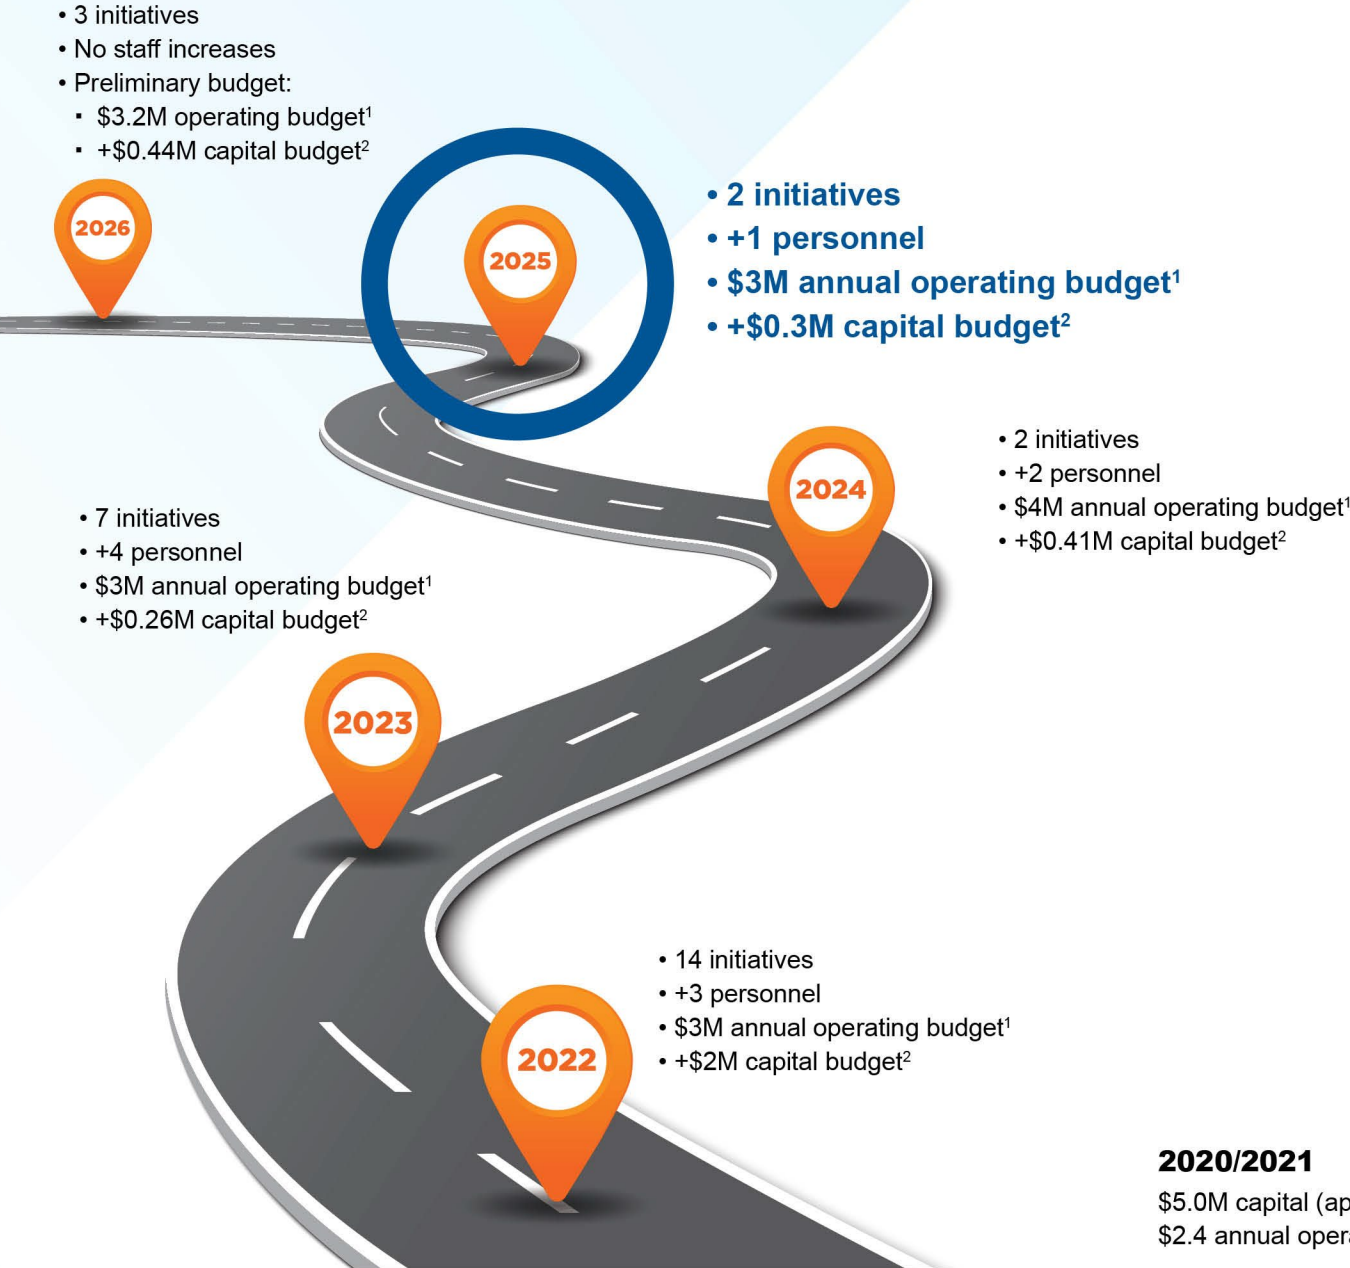 • 3 initiatives
• No staff increases
• Preliminary budget:
▪ $3.2M operating budget¹
▪ +$0.44M capital budget²
2026
2025
• 2 initiatives
• +1 personnel
• $3M annual operating budget¹
• +$0.3M capital budget²
2024
• 2 initiatives
• +2 personnel
• $4M annual operating budget¹
• +$0.41M capital budget²
• 7 initiatives
• +4 personnel
• $3M annual operating budget¹
• +$0.26M capital budget²
2023
• 14 initiatives
• +3 personnel
• $3M annual operating budget¹
• +$2M capital budget²
2022
2020/2021
$5.0M capital
$2.4 annual